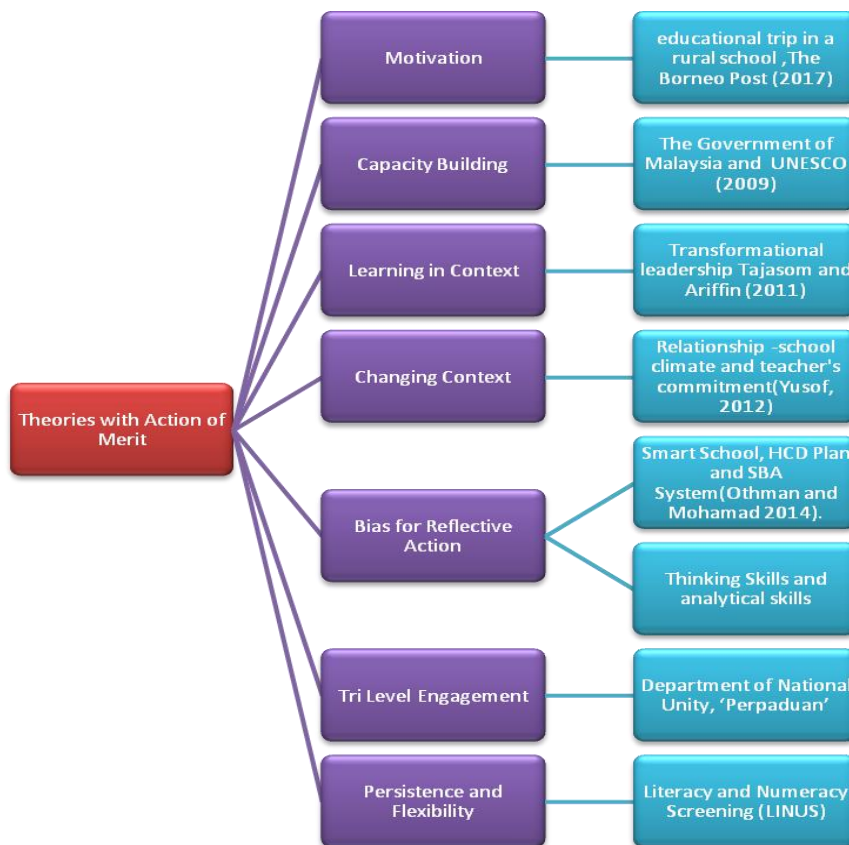 Motivation
educational trip in a
rural school ,The
Borneo Post (2017)
Capacity Building
The Government of
Malaysia and UNESCO
(2009)
Learning in Context
Transformational
leadership Tajasom and
Ariffin (2011)
Changing Context
Relationship -school
climate and teacher's
commitment(Yusof,
2012)
Theories with Action of
Merit
Bias for Reflective
Action
Smart School, HCD Plan
and SBA
System(Othman and
Mohamad 2014).
Thinking Skills and
analytical skills
Tri Level Engagement
Department of National
Unity, ‘Perpaduan’
Persistence and
Flexibility
Literacy and Numeracy
Screening (LINUS)